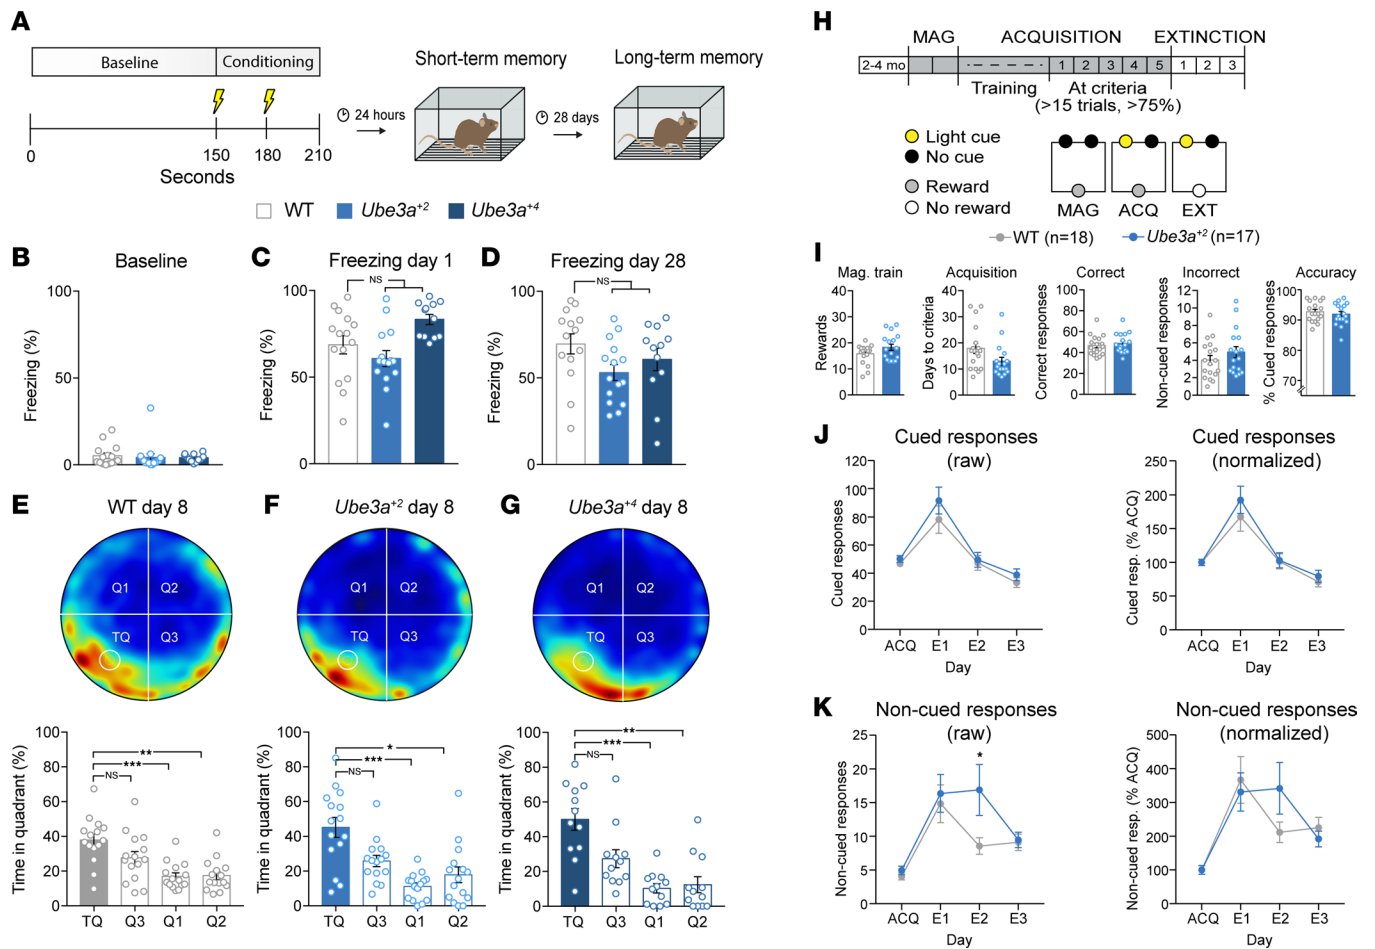 A
Baseline
Conditioning
0
150
180
210
Seconds
24 hours
Short-term memory
28 days
Long-term memory
WT
Ube3a+2
Ube3a+4
B
Baseline
Freezing (%)
100
50
0
C
Freezing day 1
Freezing (%)
100
50
0
NS
D
Freezing day 28
Freezing (%)
100
50
0
NS
E
WT day 8
Q1
Q2
TQ
Q3
Time in quadrant (%)
100
80
60
40
20
0
**
***
NS
TQ
Q3
Q1
Q2
F
Ube3a+2 day 8
Q1
Q2
TQ
Q3
Time in quadrant (%)
100
80
60
40
20
0
*
***
NS
TQ
Q3
Q1
Q2
G
Ube3a+4 day 8
Q1
Q2
TQ
Q3
Time in quadrant (%)
100
80
60
40
20
0
**
***
NS
TQ
Q3
Q1
Q2
H
MAG
ACQUISITION
EXTINCTION
2-4 mo
1 2 3 4 5
1 2 3
Training
At criteria
(>15 trials, >75%)
Light cue
No cue
Reward
No reward
MAG
ACQ
EXT
WT (n=18)
Ube3a+2 (n=17)
I
Mag. train
Rewards
40
30
20
10
0
Acquisition
Days to criteria
40
30
20
10
0
Correct
Correct responses
100
80
60
40
20
0
Incorrect
Non-cued responses
12
10
8
6
4
2
0
Accuracy
% Cued responses
100
90
80
70
J
Cued responses
(raw)
Cued responses
120
100
80
60
40
20
0
ACQ
E1
E2
E3
Day
Cued responses
(normalized)
Cued resp. (% ACQ)
250
200
150
100
50
0
ACQ
E1
E2
E3
Day
K
Non-cued responses
(raw)
Non-cued responses
25
20
15
10
5
0
*
ACQ
E1
E2
E3
Day
Non-cued responses
(normalized)
Non-cued resp. (% ACQ)
500
400
300
200
100
0
ACQ
E1
E2
E3
Day